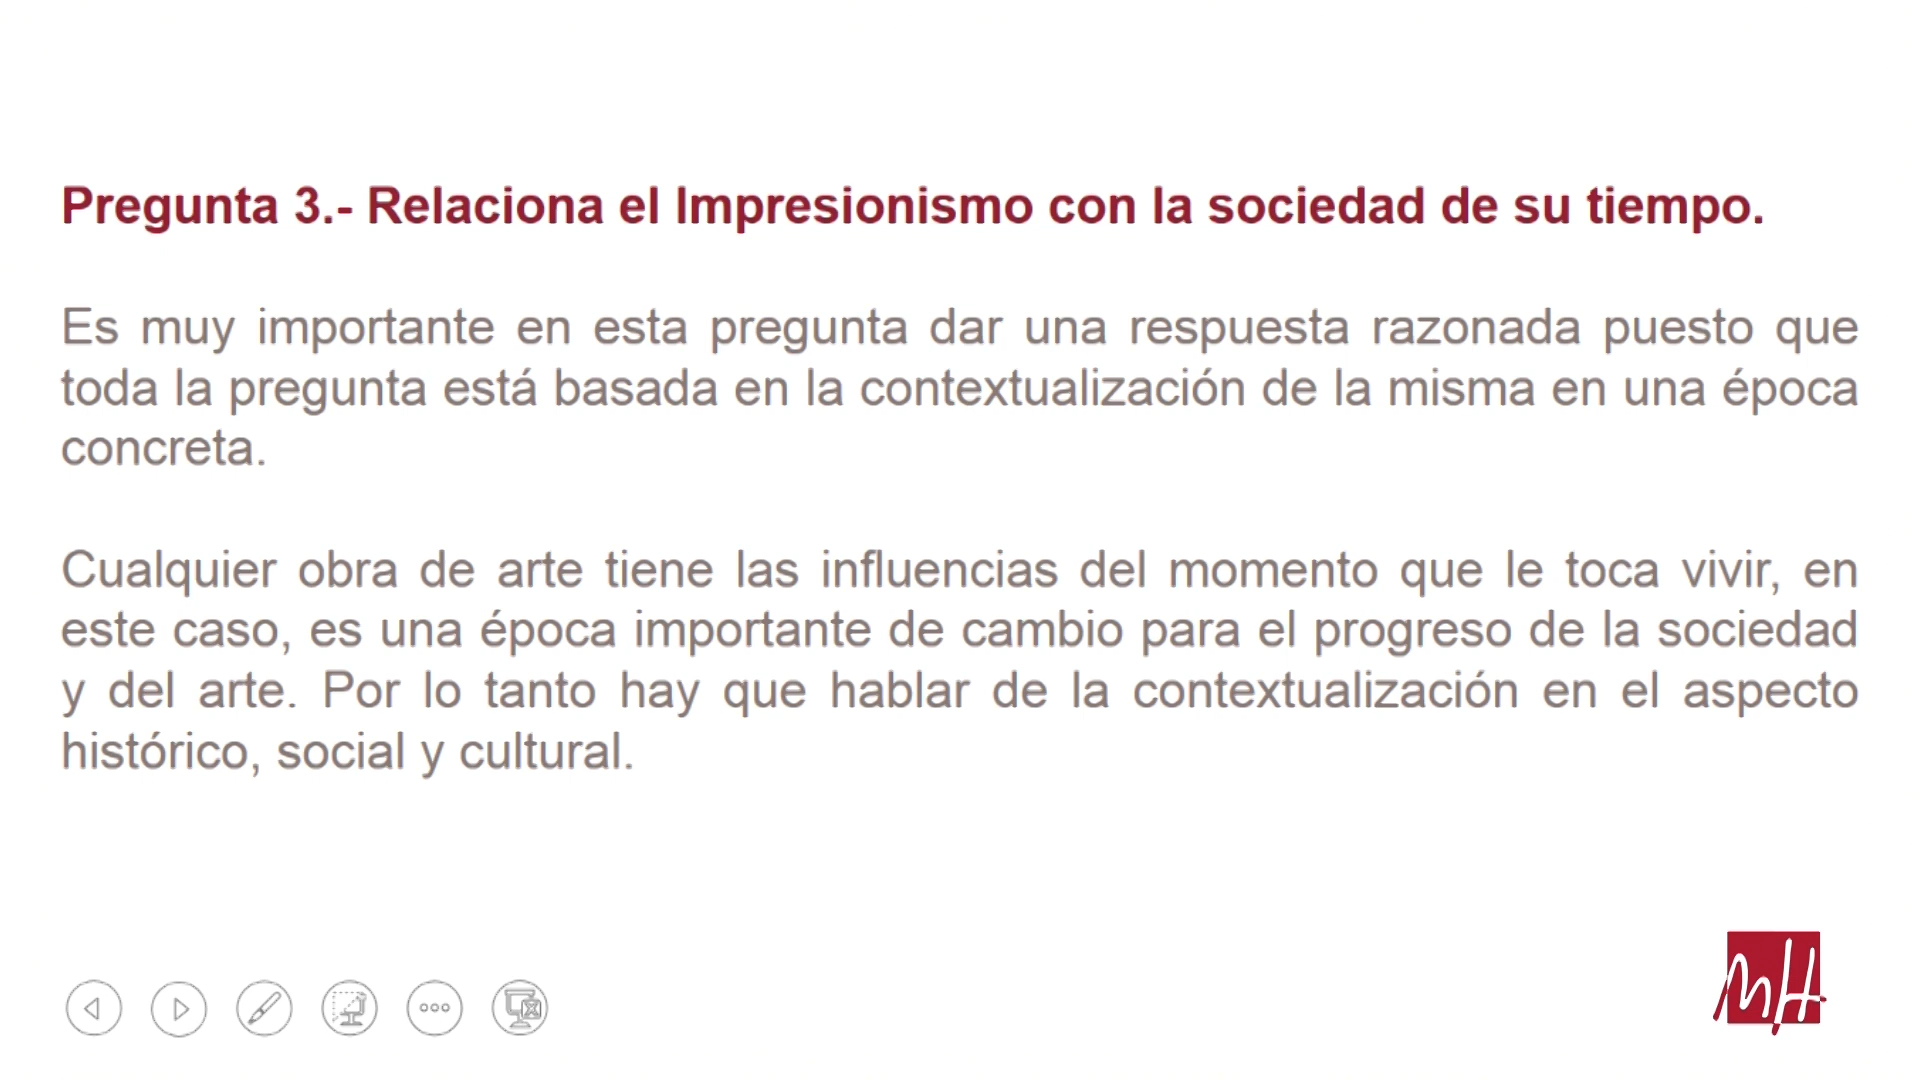 Pregunta 3.- Relaciona el Impresionismo con la sociedad de su tiempo.
Es muy importante en esta pregunta dar una respuesta razonada puesto que
toda la pregunta está basada en la contextualización de la misma en una época
concreta.
Cualquier obra de arte tiene las influencias del momento que le toca vivir, en
este caso, es una época importante de cambio para el progreso de la sociedad
y del arte. Por lo tanto hay que hablar de la contextualización en el aspecto
histórico, social y cultural.
MH